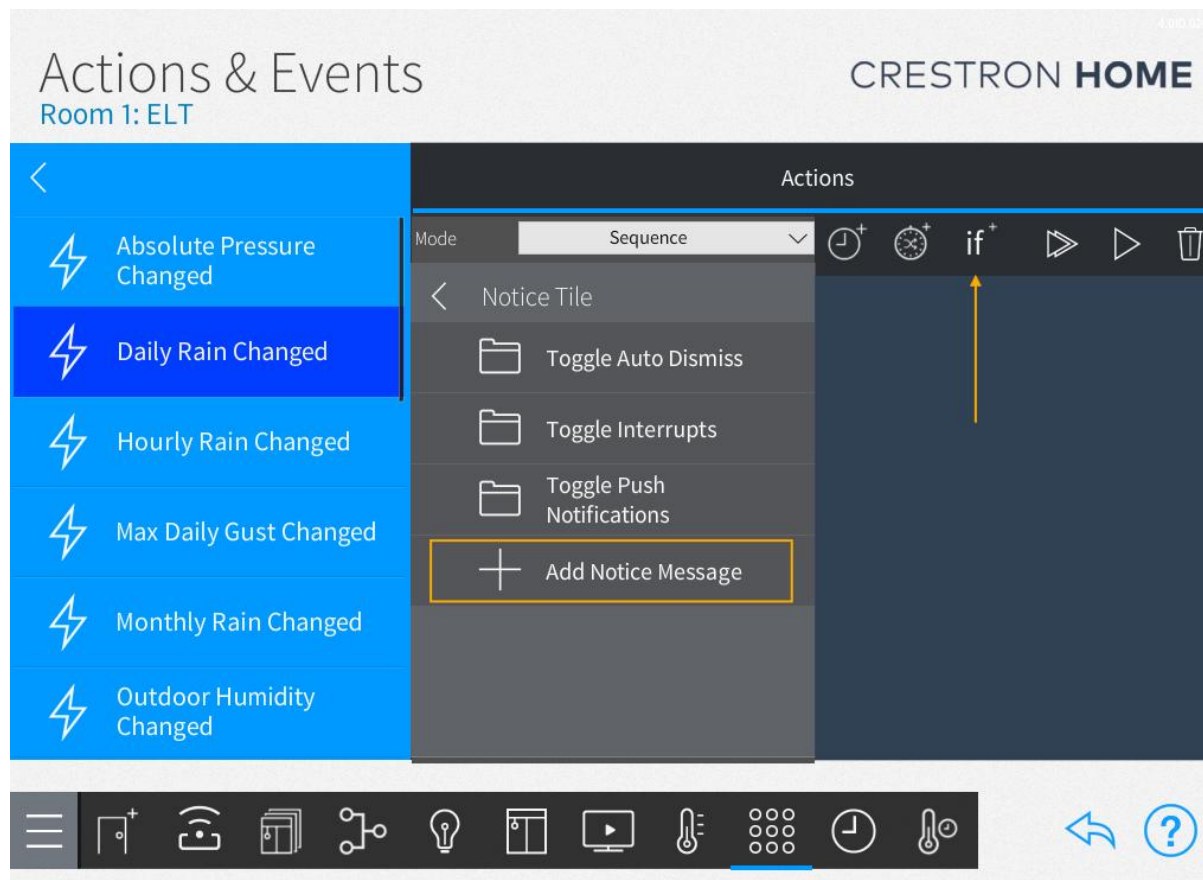 Actions & Events
CRESTRON HOME
Room 1: ELT
Actions
Mode
Sequence
if+
Absolute Pressure
Changed
Daily Rain Changed
Hourly Rain Changed
Max Daily Gust Changed
Monthly Rain Changed
Outdoor Humidity
Changed
Notice Tile
Toggle Auto Dismiss
Toggle Interrupts
Toggle Push
Notifications
Add Notice Message
?